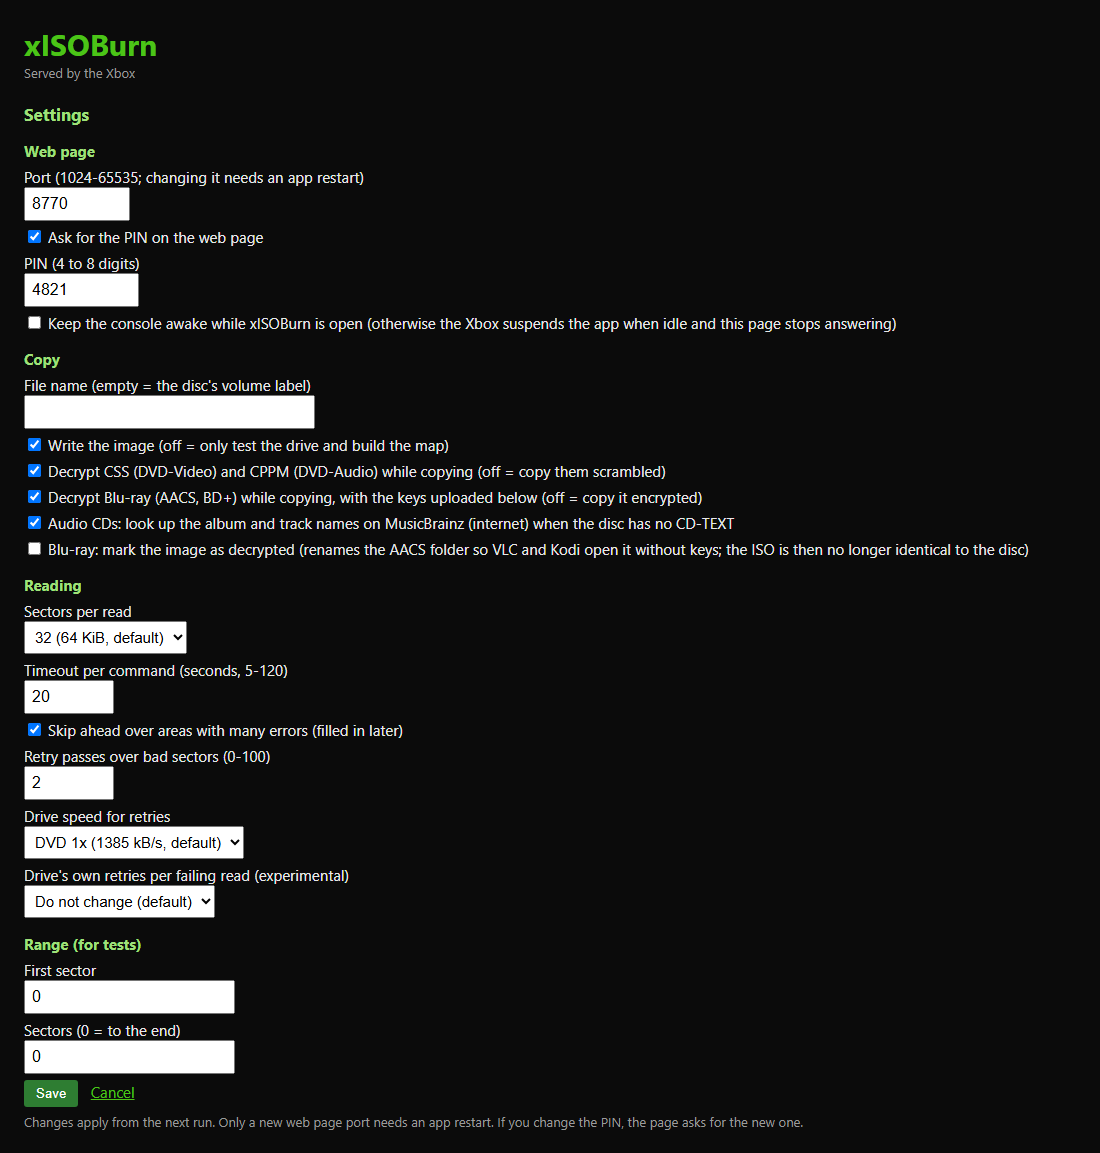 xISOBurn
Served by the Xbox
Settings
Web page
Port (1024-65535; changing it needs an app restart)
8770
Ask for the PIN on the web page
PIN (4 to 8 digits)
4821
Keep the console awake while xISOBurn is open (otherwise the Xbox suspends the app when idle and this page stops answering)
Copy
File name (empty = the disc's volume label)
Write the image (off = only test the drive and build the map)
Decrypt CSS (DVD-Video) and CPPM (DVD-Audio) while copying (off = copy them scrambled)
Decrypt Blu-ray (AACS, BD+) while copying, with the keys uploaded below (off = copy it encrypted)
Audio CDs: look up the album and track names on MusicBrainz (internet) when the disc has no CD-TEXT
Blu-ray: mark the image as decrypted (renames the AACS folder so VLC and Kodi open it without keys; the ISO is then no longer identical to the disc)
Reading
Sectors per read
32 (64 KiB, default)
Timeout per command (seconds, 5-120)
20
Skip ahead over areas with many errors (filled in later)
Retry passes over bad sectors (0-100)
2
Drive speed for retries
DVD 1x (1385 kB/s, default)
Drive's own retries per failing read (experimental)
Do not change (default)
Range (for tests)
First sector
0
Sectors (0 = to the end)
0
Save Cancel
Changes apply from the next run. Only a new web page port needs an app restart. If you change the PIN, the page asks for the new one.